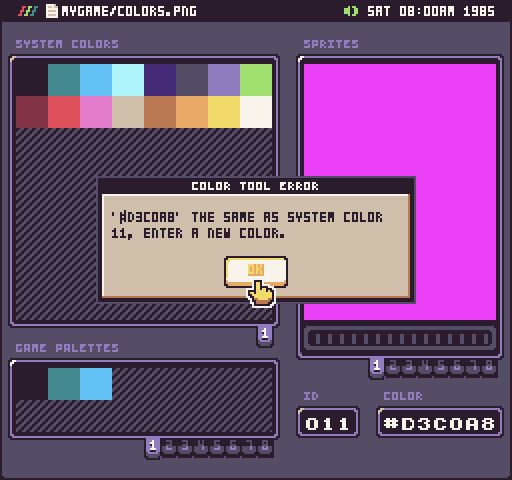 MYGAME/COLORS.PNG
SAT 08:00AM 1985
SYSTEM COLORS
SPRITES
COLOR TOOL ERROR
'#D3C0A8' THE SAME AS SYSTEM COLOR
11, ENTER A NEW COLOR.
OK
1
GAME PALETTES
1 2 3 4 5 6 7 8
ID
COLOR
011
#D3C0A8
1 2 3 4 5 6 7 8